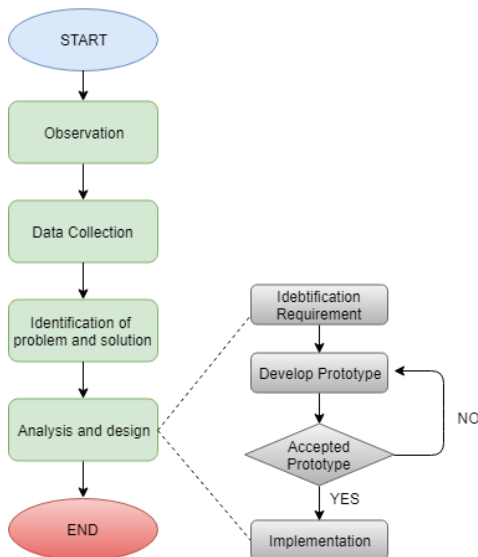 START
Observation
Data Collection
Identification of
problem and solution
Analysis and design
END
Idebtification
Requirement
Develop Prototype
Accepted
Prototype
NO
YES
Implementation